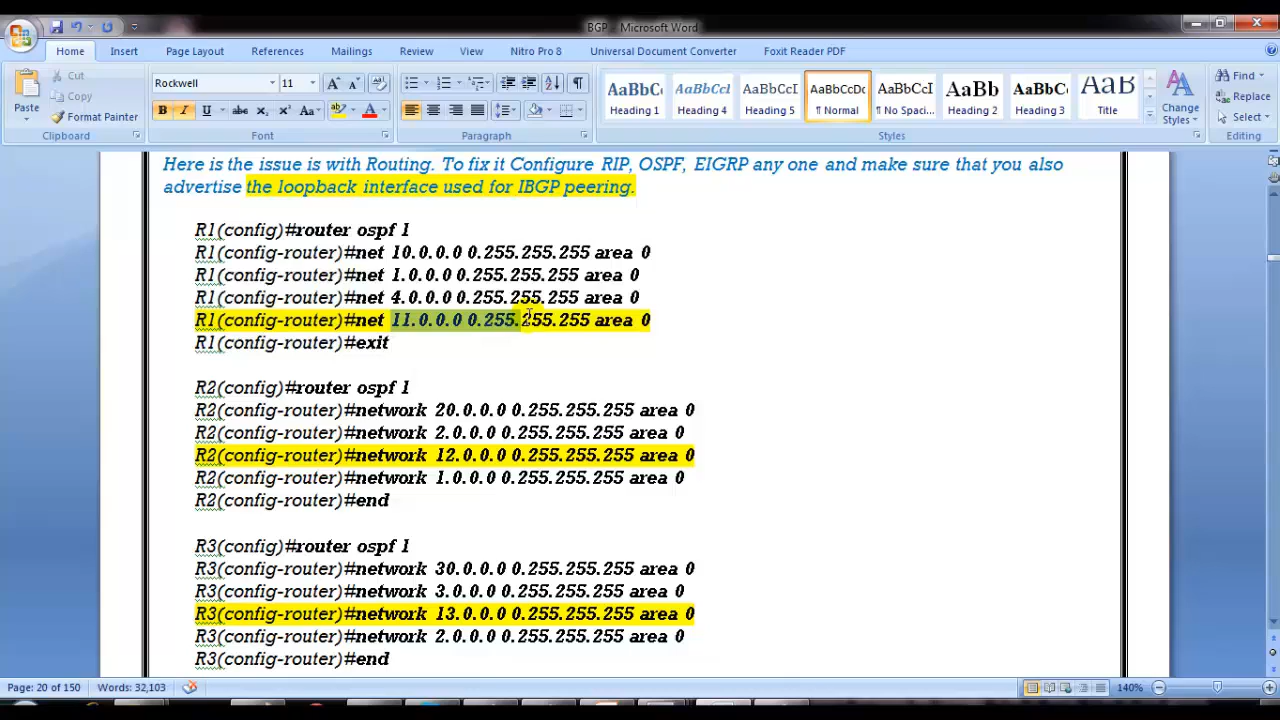 BGP - Microsoft Word
Home Insert Page Layout References Mailings Review View Nitro Pro 8 Universal Document Converter Foxit Reader PDF
Paste
Cut
Copy
Format Painter
Clipboard
Rockwell 11
Font
Paragraph
AaBbCc Heading 1
AaBbCcI Heading 4
AaBbCcI Heading 5
AaBbCcDc ¶ Normal
AaBbCcI ¶ No Spaci...
AaBb Heading 2
AaBbC Heading 3
AaB Title
Change Styles
Styles
Find
Replace
Select
Editing
Here is the issue is with Routing. To fix it Configure RIP, OSPF, EIGRP any one and make sure that you also
advertise the loopback interface used for IBGP peering.
R1(config)#router ospf 1
R1(config-router)#net 10.0.0.0 0.255.255.255 area 0
R1(config-router)#net 1.0.0.0 0.255.255.255 area 0
R1(config-router)#net 4.0.0.0 0.255.255.255 area 0
R1(config-router)#net 11.0.0.0 0.255.255.255 area 0
R1(config-router)#exit
R2(config)#router ospf 1
R2(config-router)#network 20.0.0.0 0.255.255.255 area 0
R2(config-router)#network 2.0.0.0 0.255.255.255 area 0
R2(config-router)#network 12.0.0.0 0.255.255.255 area 0
R2(config-router)#network 1.0.0.0 0.255.255.255 area 0
R2(config-router)#end
R3(config)#router ospf 1
R3(config-router)#network 30.0.0.0 0.255.255.255 area 0
R3(config-router)#network 3.0.0.0 0.255.255.255 area 0
R3(config-router)#network 13.0.0.0 0.255.255.255 area 0
R3(config-router)#network 2.0.0.0 0.255.255.255 area 0
R3(config-router)#end
Page: 20 of 150 Words: 32,103 140%